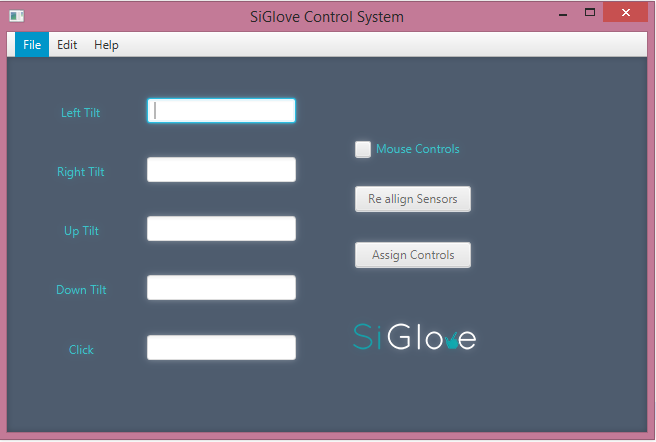 SiGlove Control System
File Edit Help
Left Tilt
Mouse Controls
Right Tilt
Re allign Sensors
Up Tilt
Assign Controls
Down Tilt
SiGlove
Click